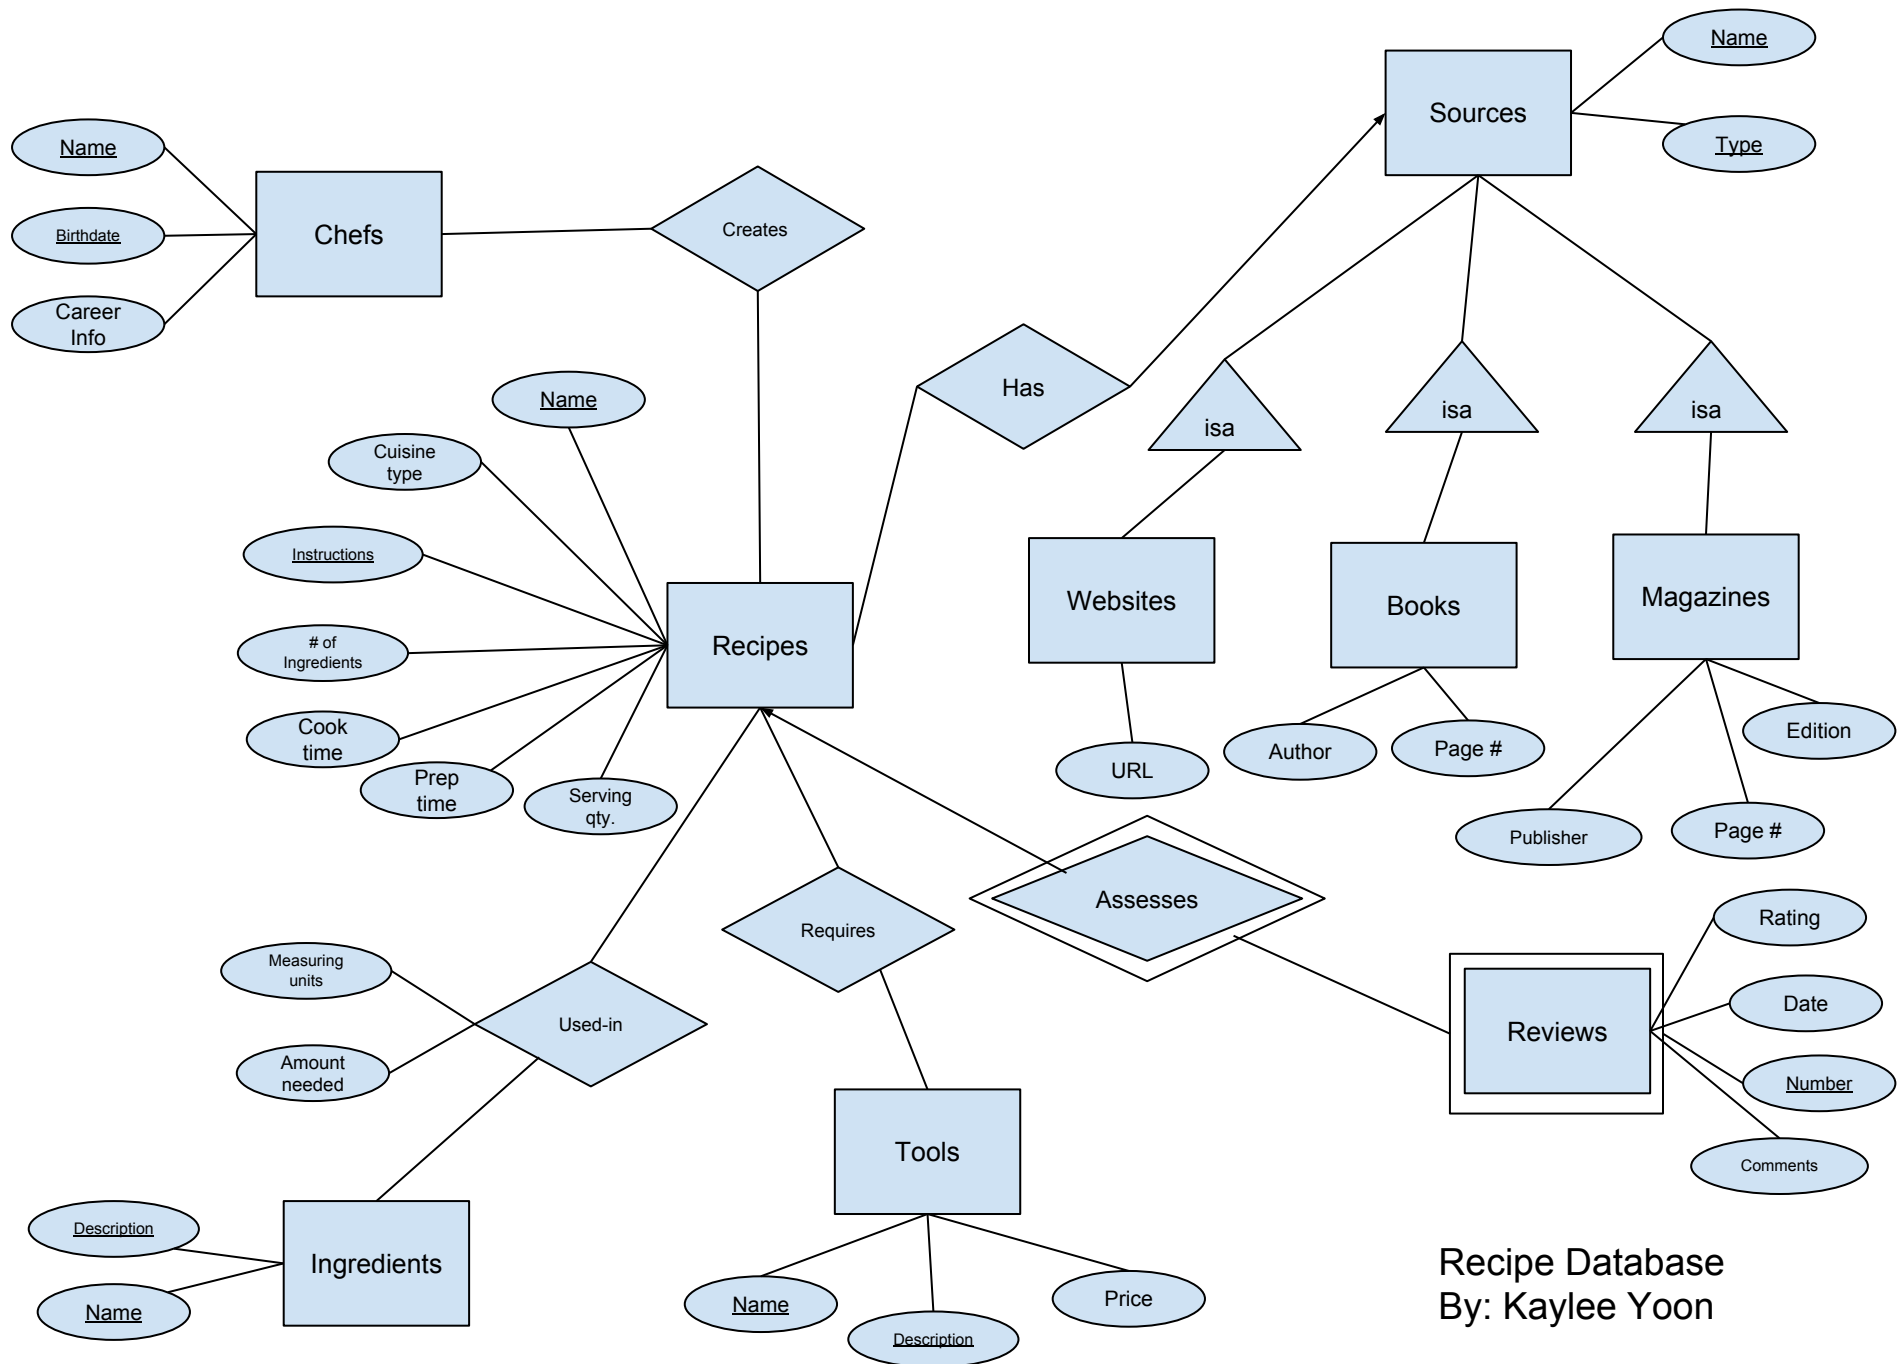 Name
Sources
Type
Name
Birthdate
Career
Info
Chefs
Creates
Has
isa
isa
isa
Name
Cuisine
type
Instructions
# of
Ingredients
Cook
time
Prep
time
Serving
qty.
Recipes
Websites
Books
Magazines
URL
Author
Page #
Edition
Publisher
Page #
Assesses
Requires
Measuring
units
Used-in
Amount
needed
Rating
Date
Reviews
Number
Comments
Tools
Description
Name
Ingredients
Name
Description
Price
Recipe Database
By: Kaylee Yoon